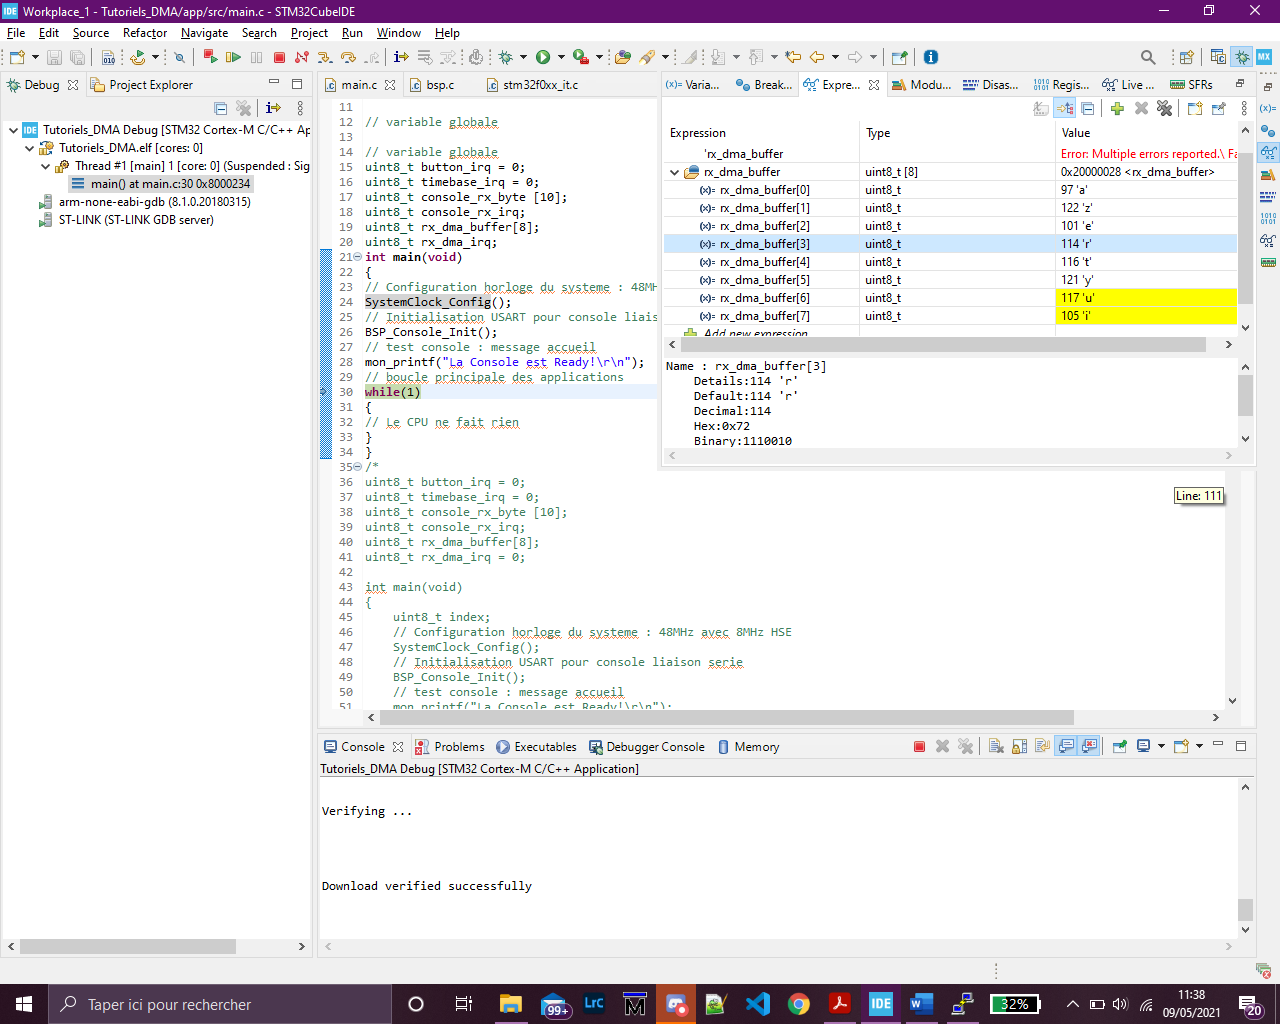 IDE Workplace_1 - Tutoriels_DMA/app/src/main.c - STM32CubeIDE
File Edit Source Refactor Navigate Search Project Run Window Help
Debug Project Explorer
Tutoriels_DMA Debug [STM32 Cortex-M C/C++ Ap
Tutoriels_DMA.elf [cores: 0]
Thread #1 [main] 1 [core: 0] (Suspended : Sig
main() at main.c:30 0x8000234
arm-none-eabi-gdb (8.1.0.20180315)
ST-LINK (ST-LINK GDB server)
main.c bsp.c stm32f0xx_it.c
11
12 // variable globale
13
14 // variable globale
15 uint8_t button_irq = 0;
16 uint8_t timebase_irq = 0;
17 uint8_t console_rx_byte [10];
18 uint8_t console_rx_irq;
19 uint8_t rx_dma_buffer[8];
20 uint8_t rx_dma_irq;
21 int main(void)
22 {
23 // Configuration horloge du systeme : 48MH
24 SystemClock_Config();
25 // Initialisation USART pour console liais
26 BSP_Console_Init();
27 // test console : message accueil
28 mon_printf("La Console est Ready!\r\n");
29 // boucle principale des applications
30 while(1)
31 {
32 // Le CPU ne fait rien
33 }
34 }
35 /*
36 uint8_t button_irq = 0;
37 uint8_t timebase_irq = 0;
38 uint8_t console_rx_byte [10];
39 uint8_t console_rx_irq;
40 uint8_t rx_dma_buffer[8];
41 uint8_t rx_dma_irq = 0;
42
43 int main(void)
44 {
45 uint8_t index;
46 // Configuration horloge du systeme : 48MHz avec 8MHz HSE
47 SystemClock_Config();
48 // Initialisation USART pour console liaison serie
49 BSP_Console_Init();
50 // test console : message accueil
51 mon_printf("La Console est Ready!\r\n");
(x)= Varia... Break... Expre... Modu... Disas... Regis... Live ... SFRs
Expression Type Value
'rx_dma_buffer Error: Multiple errors reported.\ Fa
rx_dma_buffer uint8_t [8] 0x20000028 <rx_dma_buffer>
(x)= rx_dma_buffer[0] uint8_t 97 'a'
(x)= rx_dma_buffer[1] uint8_t 122 'z'
(x)= rx_dma_buffer[2] uint8_t 101 'e'
(x)= rx_dma_buffer[3] uint8_t 114 'r'
(x)= rx_dma_buffer[4] uint8_t 116 't'
(x)= rx_dma_buffer[5] uint8_t 121 'y'
(x)= rx_dma_buffer[6] uint8_t 117 'u'
(x)= rx_dma_buffer[7] uint8_t 105 'i'
Add new expression
Name : rx_dma_buffer[3]
Details:114 'r'
Default:114 'r'
Decimal:114
Hex:0x72
Binary:1110010
Line: 111
Console Problems Executables Debugger Console Memory
Tutoriels_DMA Debug [STM32 Cortex-M C/C++ Application]
Verifying ...
Download verified successfully
Taper ici pour rechercher
99+
LrC
IDE
32%
11:38
09/05/2021
20